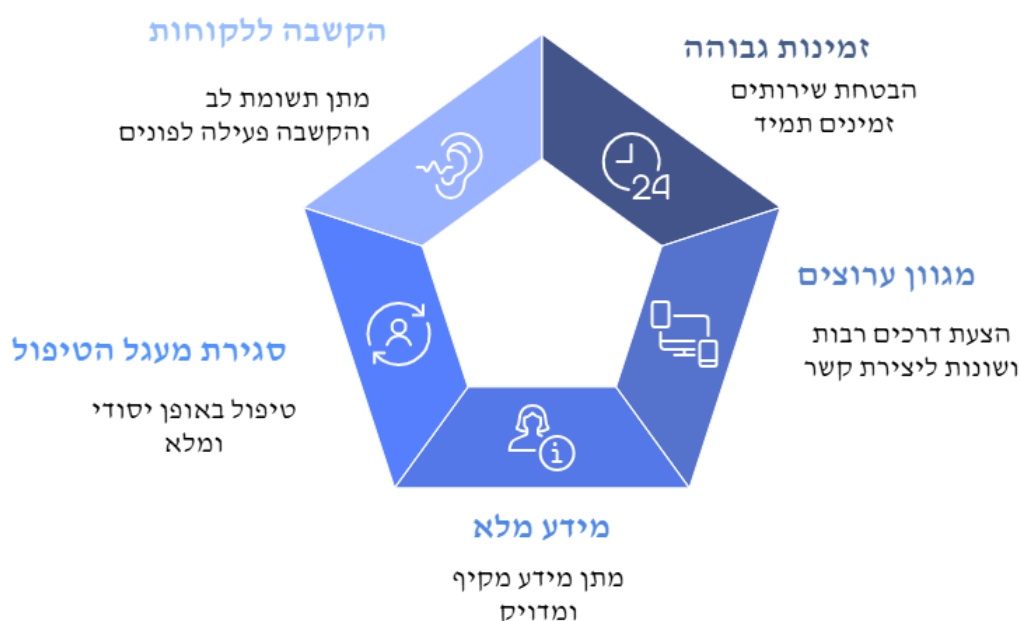 זמינות גבוהה
הבטחת שירותים
זמינים תמיד
24
מגוון ערוצים
הצעת דרכים רבות
ושונות ליצירת קשר
i
מידע מלא
מתן מידע מקיף
ומדויק
סגירת מעגל הטיפול
טיפול באופן יסודי
ומלא
הקשבה ללקוחות
מתן תשומת לב
והקשבה פעילה לפונים